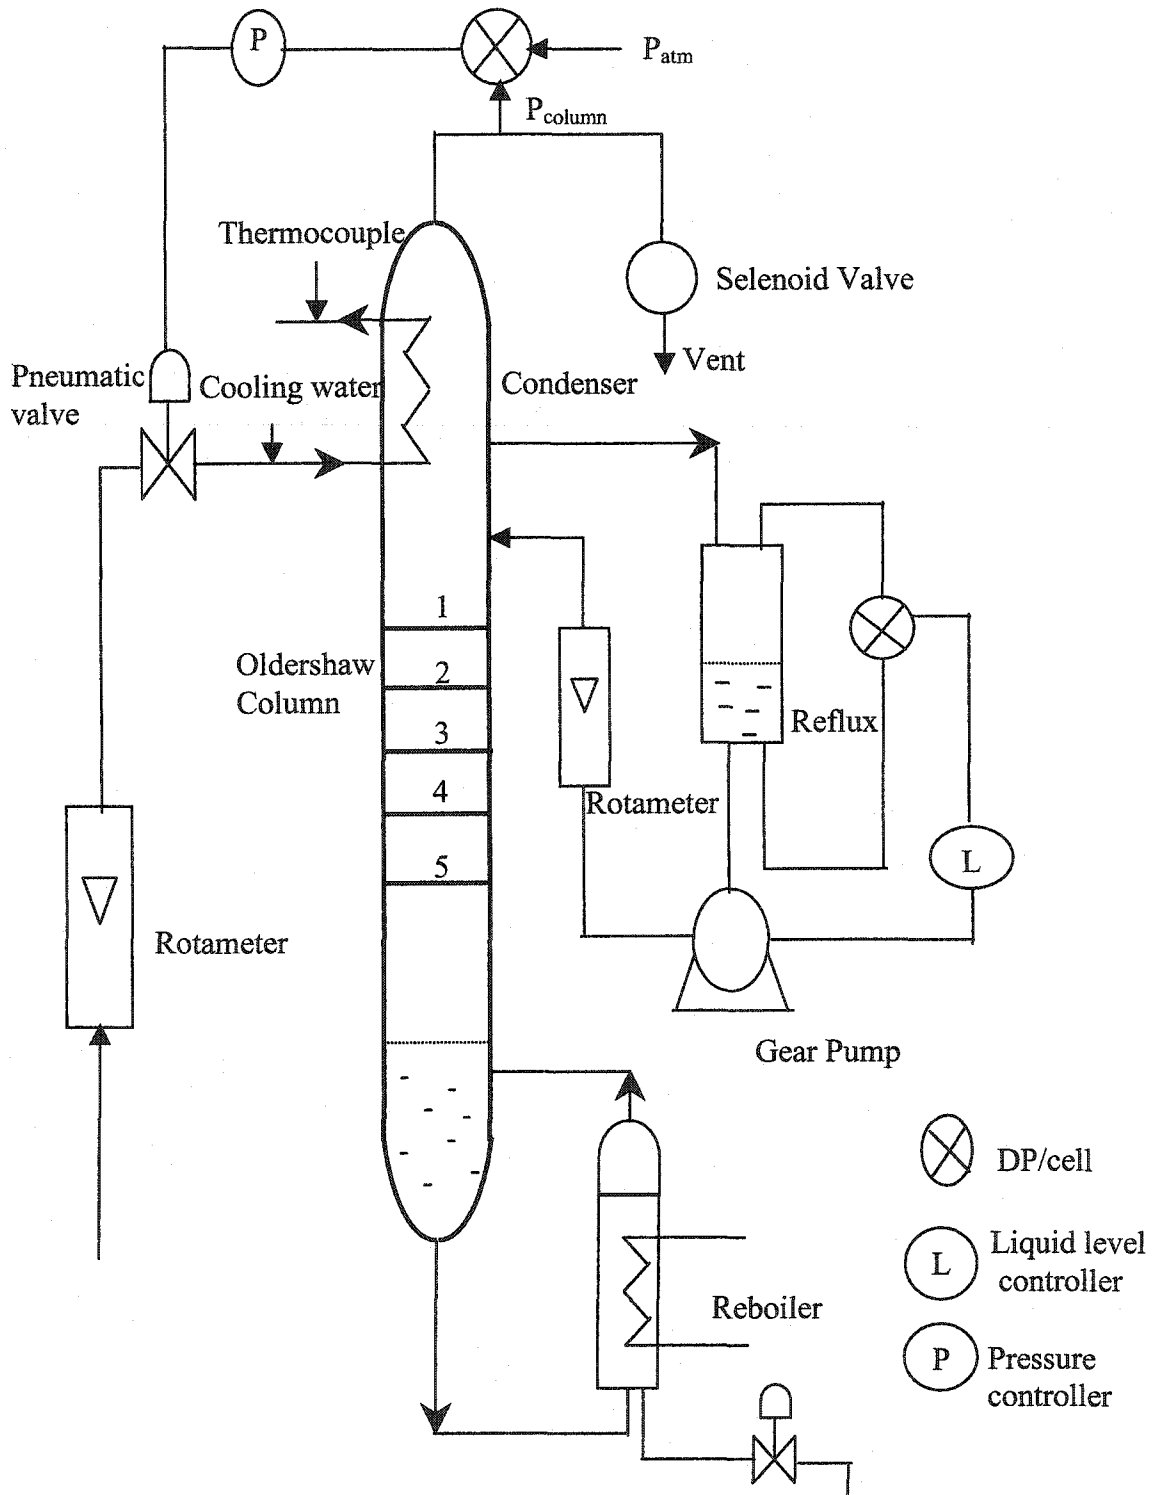 P
Patm
Pcolumn
Thermocouple
Selenoid Valve
Vent
Pneumatic
valve
Cooling water
Condenser
1
Oldershaw
Column
2
3
4
5
Reflux
Rotameter
L
Rotameter
Gear Pump
DP/cell
L
Liquid level
controller
Reboiler
P
Pressure
controller